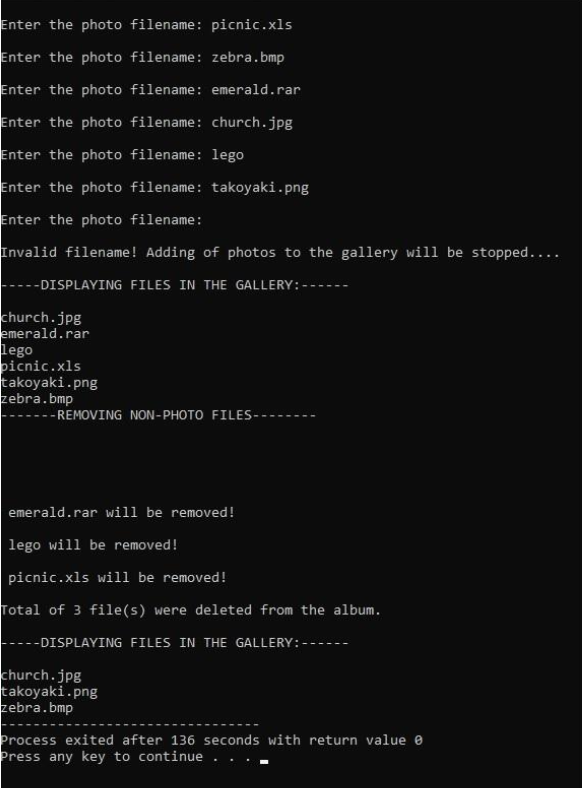 Enter the photo filename: picnic.xls
Enter the photo filename: zebra.bmp
Enter the photo filename: emerald.rar
Enter the photo filename: church.jpg
Enter the photo filename: lego
Enter the photo filename: takoyaki.png
Enter the photo filename:
Invalid filename! Adding of photos to the gallery will be stopped....
-----DISPLAYING FILES IN THE GALLERY:------
church.jpg
emerald.rar
lego
picnic.xls
takoyaki.png
zebra.bmp
-------REMOVING NON-PHOTO FILES--------
emerald.rar will be removed!
lego will be removed!
picnic.xls will be removed!
Total of 3 file(s) were deleted from the album.
-----DISPLAYING FILES IN THE GALLERY:------
church.jpg
takoyaki.png
zebra.bmp
--------------------------------
Process exited after 136 seconds with return value 0
Press any key to continue . . .